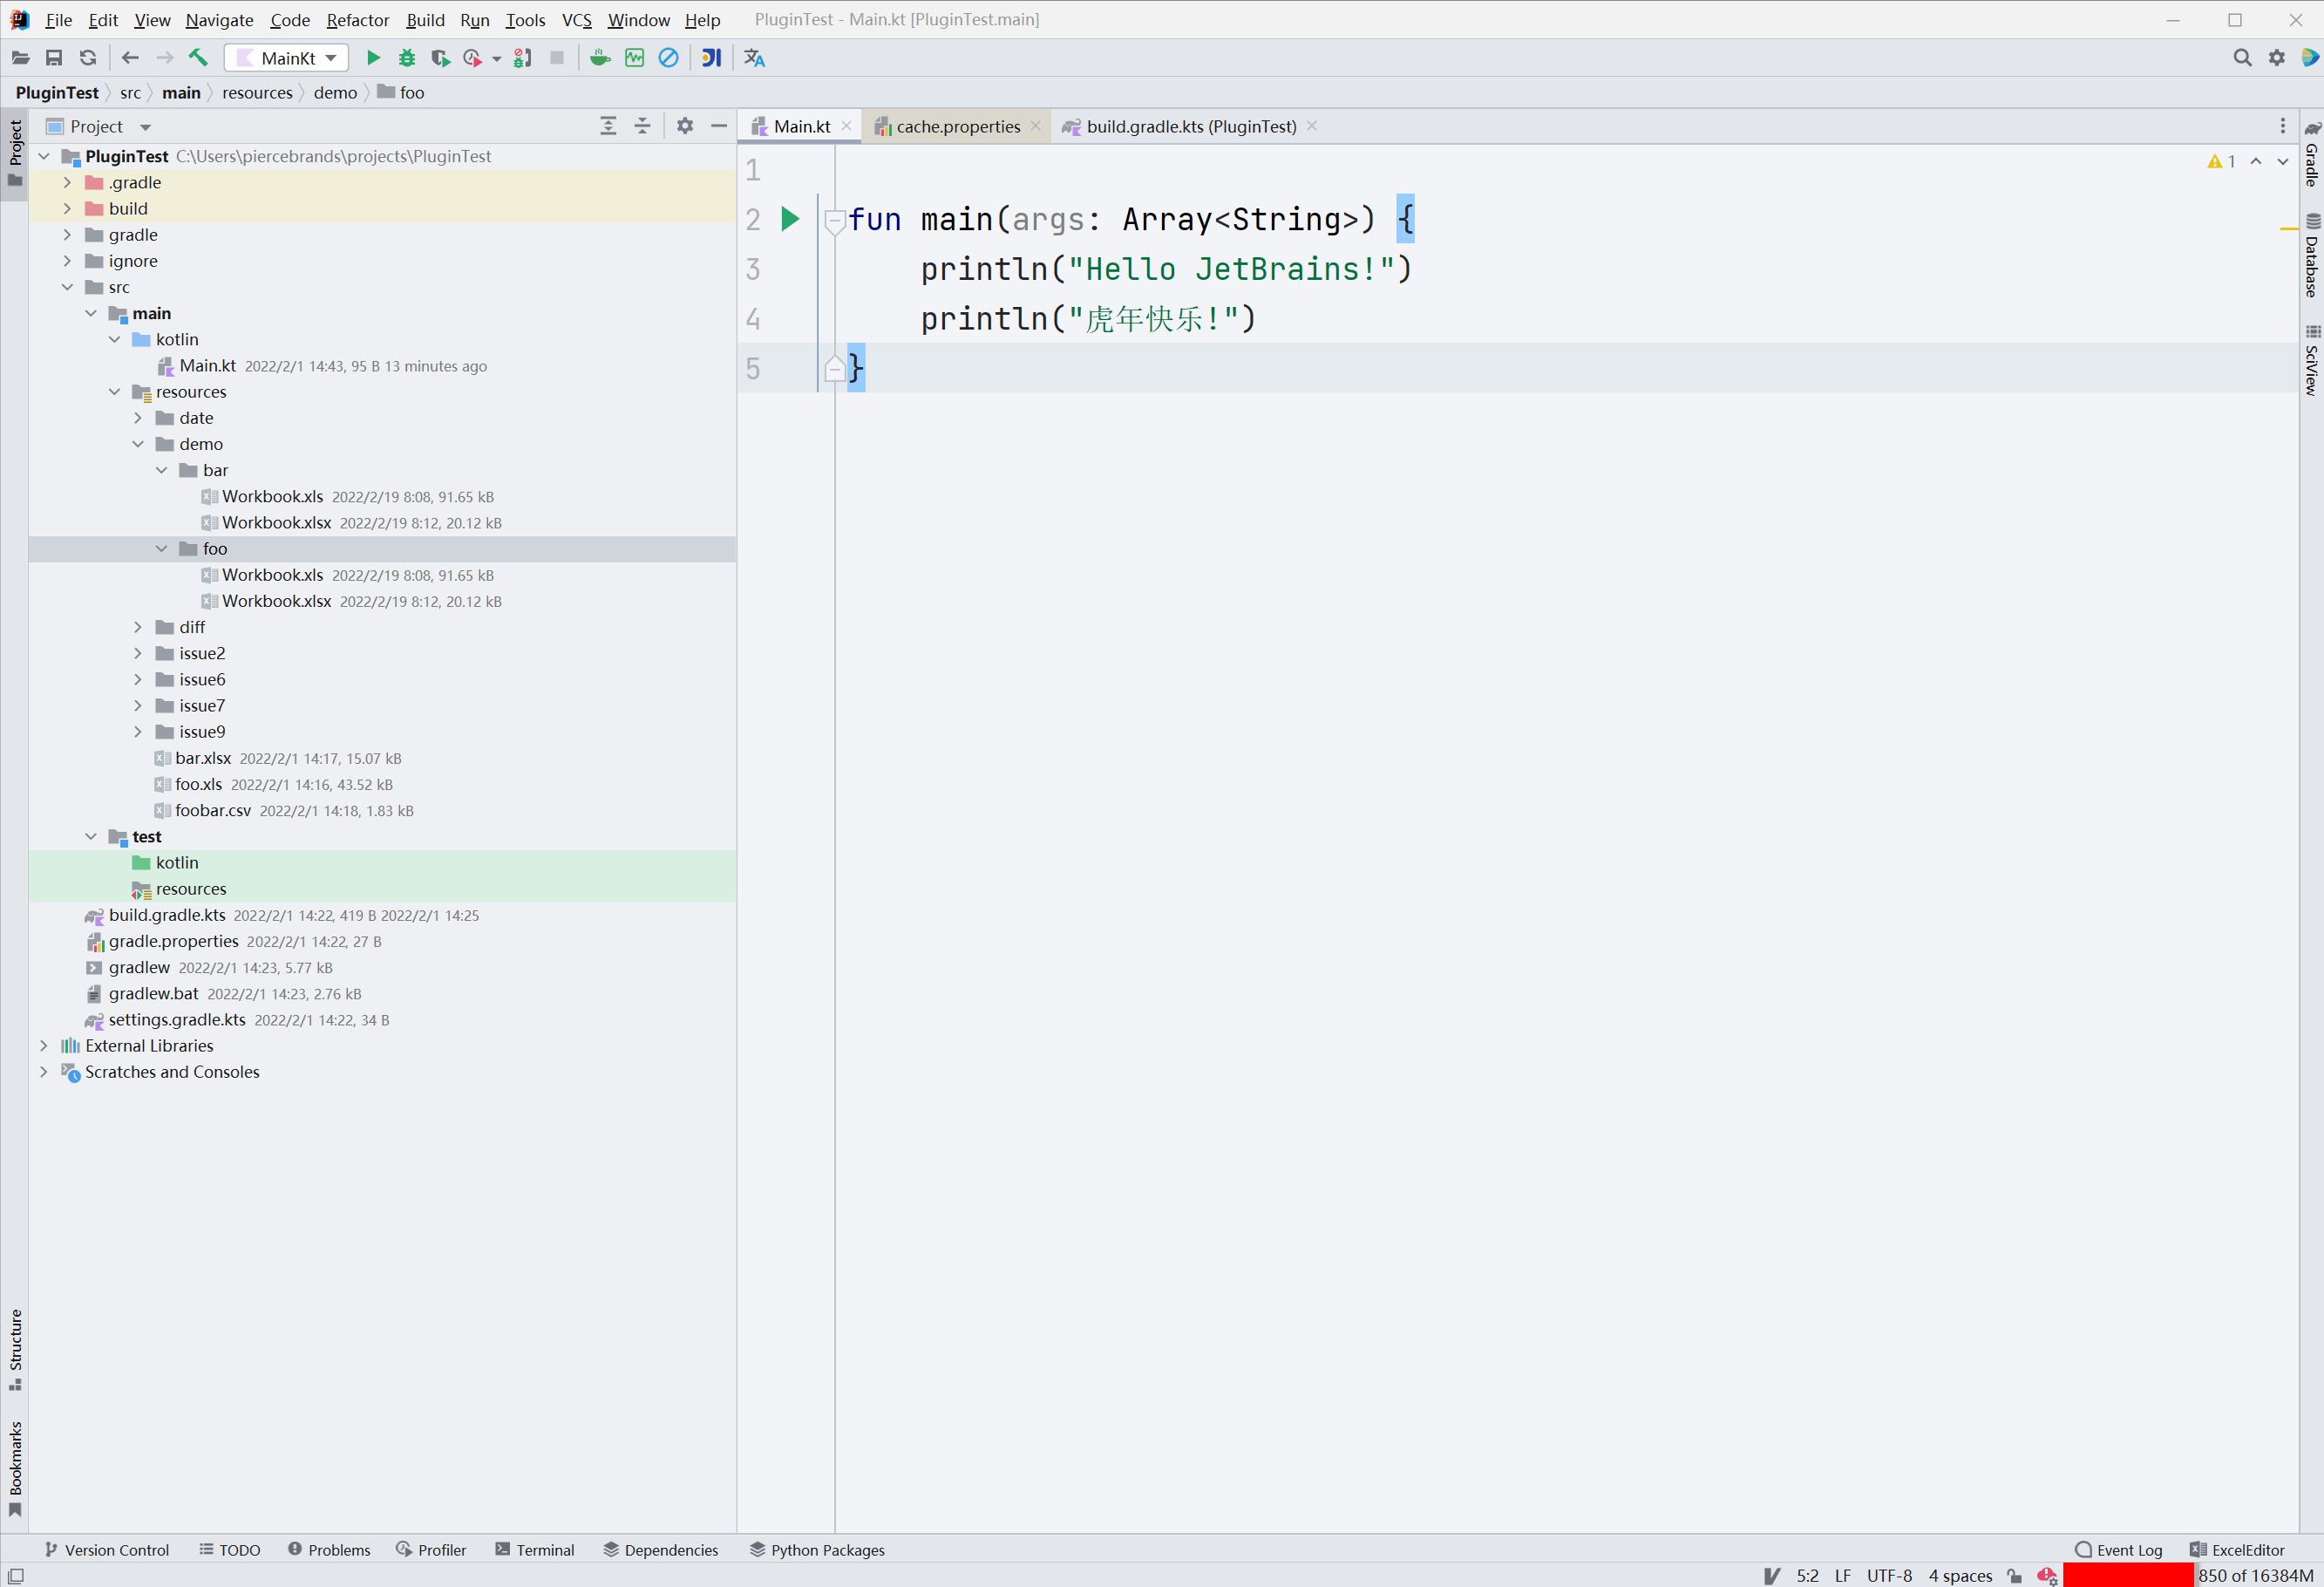 File Edit View Navigate Code Refactor Build Run Tools VCS Window Help PluginTest - Main.kt [PluginTest.main]
MainKt
PluginTest src main resources demo foo
Project
Main.kt cache.properties build.gradle.kts (PluginTest)
Project
PluginTest C:\Users\piercebrands\projects\PluginTest
.gradle
build
gradle
ignore
src
main
kotlin
Main.kt 2022/2/1 14:43, 95 B 13 minutes ago
resources
date
demo
bar
Workbook.xls 2022/2/19 8:08, 91.65 kB
Workbook.xlsx 2022/2/19 8:12, 20.12 kB
foo
Workbook.xls 2022/2/19 8:08, 91.65 kB
Workbook.xlsx 2022/2/19 8:12, 20.12 kB
diff
issue2
issue6
issue7
issue9
bar.xlsx 2022/2/1 14:17, 15.07 kB
foo.xls 2022/2/1 14:16, 43.52 kB
foobar.csv 2022/2/1 14:18, 1.83 kB
test
kotlin
resources
build.gradle.kts 2022/2/1 14:22, 419 B 2022/2/1 14:25
gradle.properties 2022/2/1 14:22, 27 B
gradlew 2022/2/1 14:23, 5.77 kB
gradlew.bat 2022/2/1 14:23, 2.76 kB
settings.gradle.kts 2022/2/1 14:22, 34 B
External Libraries
Scratches and Consoles
Structure
Bookmarks
1
2 fun main(args: Array<String>) {
3 println("Hello JetBrains!")
4 println("虎年快乐!")
5 }
1
Gradle
Database
SciView
Version Control TODO Problems Profiler Terminal Dependencies Python Packages Event Log ExcelEditor
5:2 LF UTF-8 4 spaces 850 of 16384M